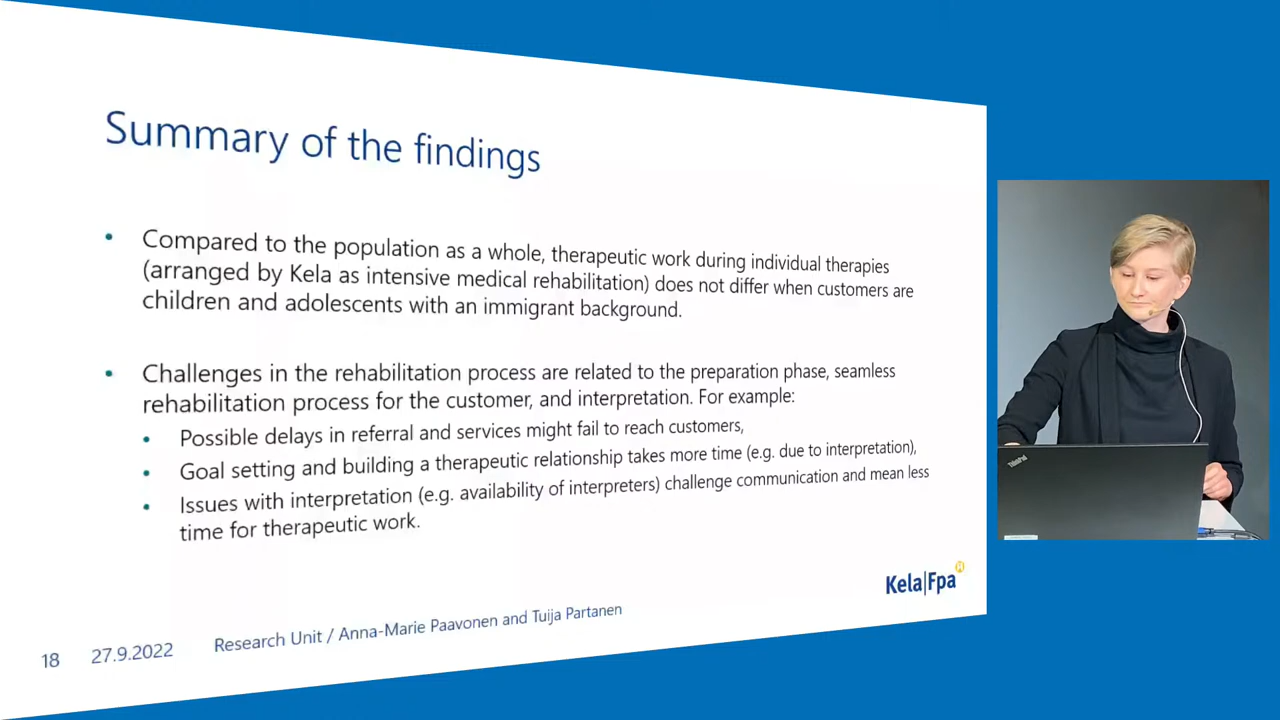 Summary of the findings
• Compared to the population as a whole, therapeutic work during individual therapies
(arranged by Kela as intensive medical rehabilitation) does not differ when customers are
children and adolescents with an immigrant background.
• Challenges in the rehabilitation process are related to the preparation phase, seamless
rehabilitation process for the customer, and interpretation. For example:
• Possible delays in referral and services might fail to reach customers,
• Goal setting and building a therapeutic relationship takes more time (e.g. due to interpretation),
• Issues with interpretation (e.g. availability of interpreters) challenge communication and mean less
time for therapeutic work.
Kela|Fpa
18 27.9.2022 Research Unit / Anna-Marie Paavonen and Tuija Partanen
ThinkPad